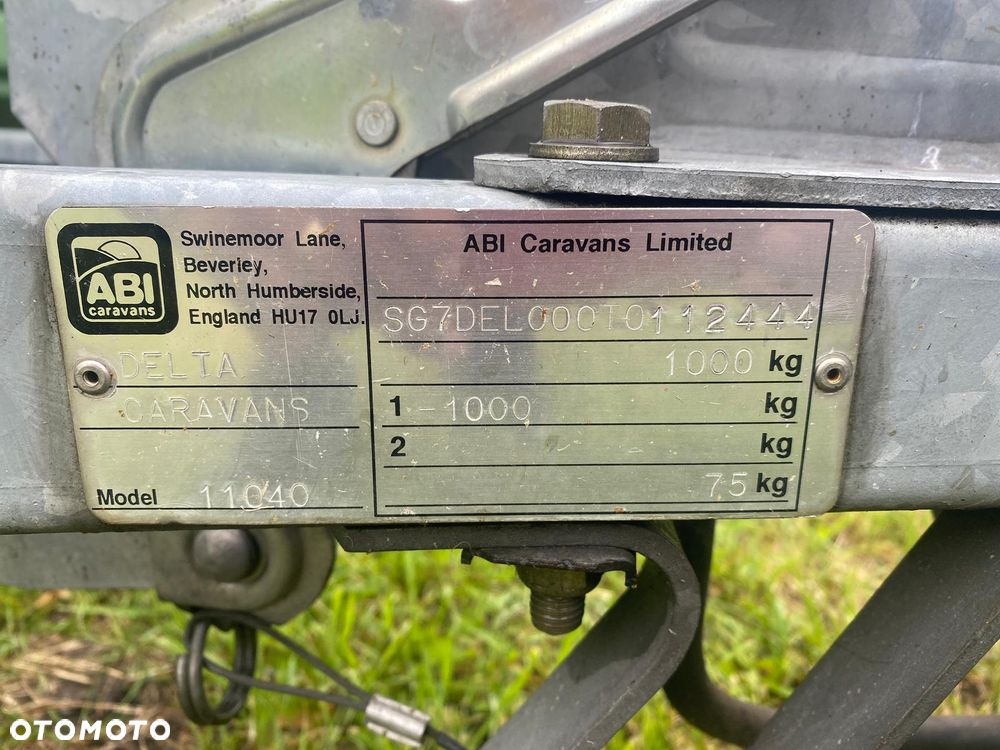 ABI
caravans
Swinemoor Lane,
Beverley,
North Humberside,
England HU17 0LJ.
DELTA
CARAVANS
Model 11040
ABI Caravans Limited
SG7DEL000T0112444
1000 kg
1 -1000 kg
2 kg
75 kg
OTOMOTO